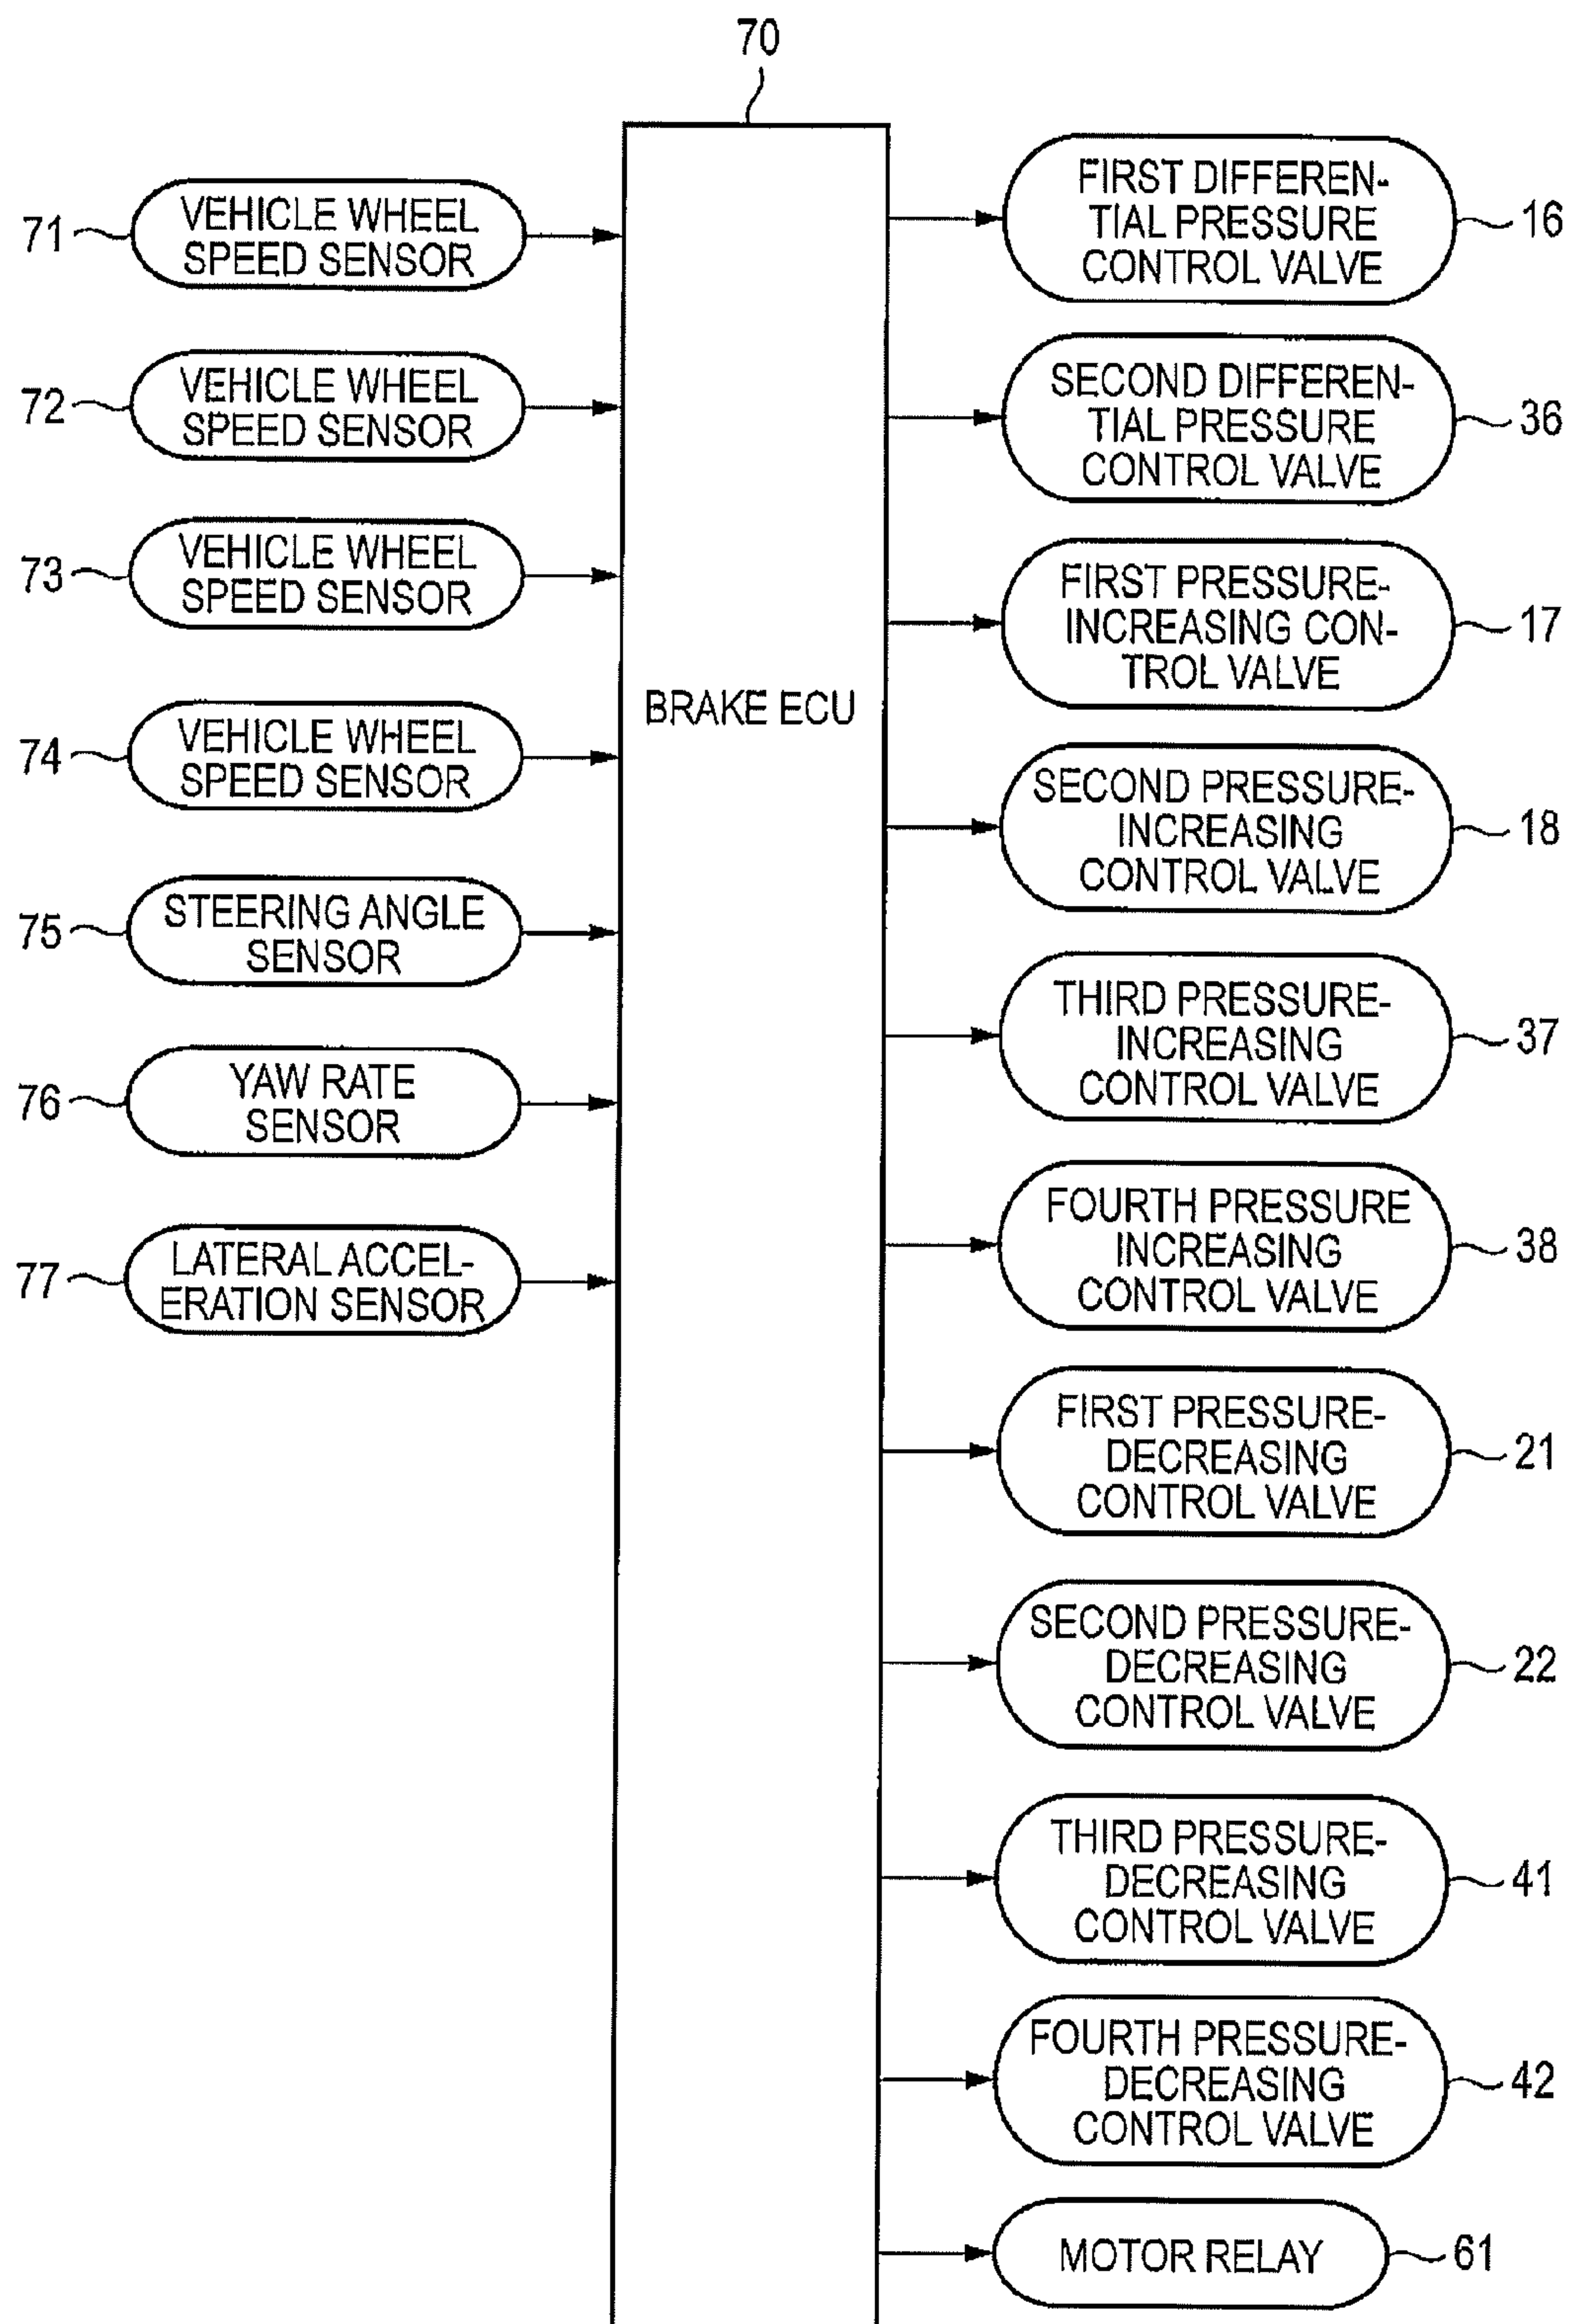 70
71
VEHICLE WHEEL
SPEED SENSOR
72
VEHICLE WHEEL
SPEED SENSOR
73
VEHICLE WHEEL
SPEED SENSOR
74
VEHICLE WHEEL
SPEED SENSOR
75
STEERING ANGLE
SENSOR
76
YAW RATE
SENSOR
77
LATERAL ACCEL-
ERATION SENSOR
BRAKE ECU
FIRST DIFFEREN-
TIAL PRESSURE
CONTROL VALVE
16
SECOND DIFFEREN-
TIAL PRESSURE
CONTROL VALVE
36
FIRST PRESSURE-
INCREASING CON-
TROL VALVE
17
SECOND PRESSURE-
INCREASING
CONTROL VALVE
18
THIRD PRESSURE-
INCREASING
CONTROL VALVE
37
FOURTH PRESSURE
INCREASING
CONTROL VALVE
38
FIRST PRESSURE-
DECREASING
CONTROL VALVE
21
SECOND PRESSURE-
DECREASING
CONTROL VALVE
22
THIRD PRESSURE-
DECREASING
CONTROL VALVE
41
FOURTH PRESSURE-
DECREASING
CONTROL VALVE
42
MOTOR RELAY
61